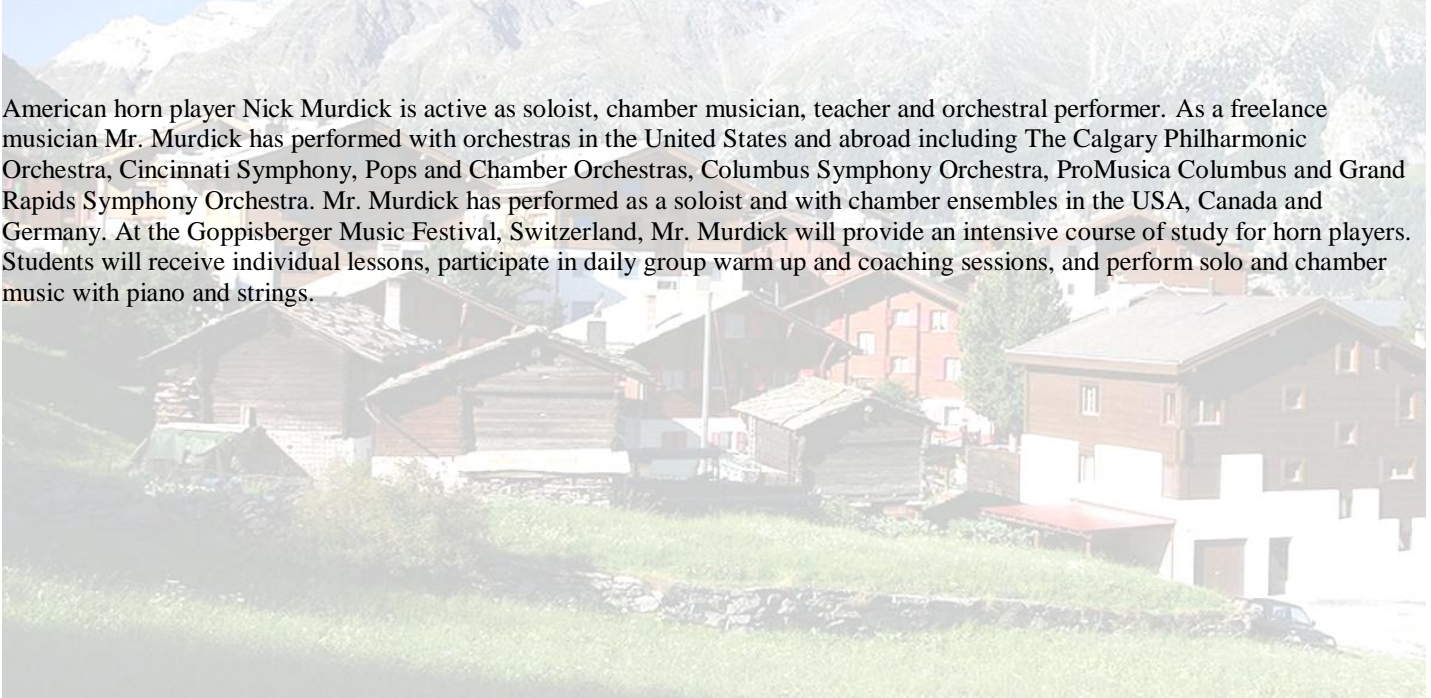 American horn player Nick Murdick is active as soloist, chamber musician, teacher and orchestral performer. As a freelance
musician Mr. Murdick has performed with orchestras in the United States and abroad including The Calgary Philharmonic
Orchestra, Cincinnati Symphony, Pops and Chamber Orchestras, Columbus Symphony Orchestra, ProMusica Columbus and Grand
Rapids Symphony Orchestra. Mr. Murdick has performed as a soloist and with chamber ensembles in the USA, Canada and
Germany. At the Goppisberger Music Festival, Switzerland, Mr. Murdick will provide an intensive course of study for horn players.
Students will receive individual lessons, participate in daily group warm up and coaching sessions, and perform solo and chamber
music with piano and strings.